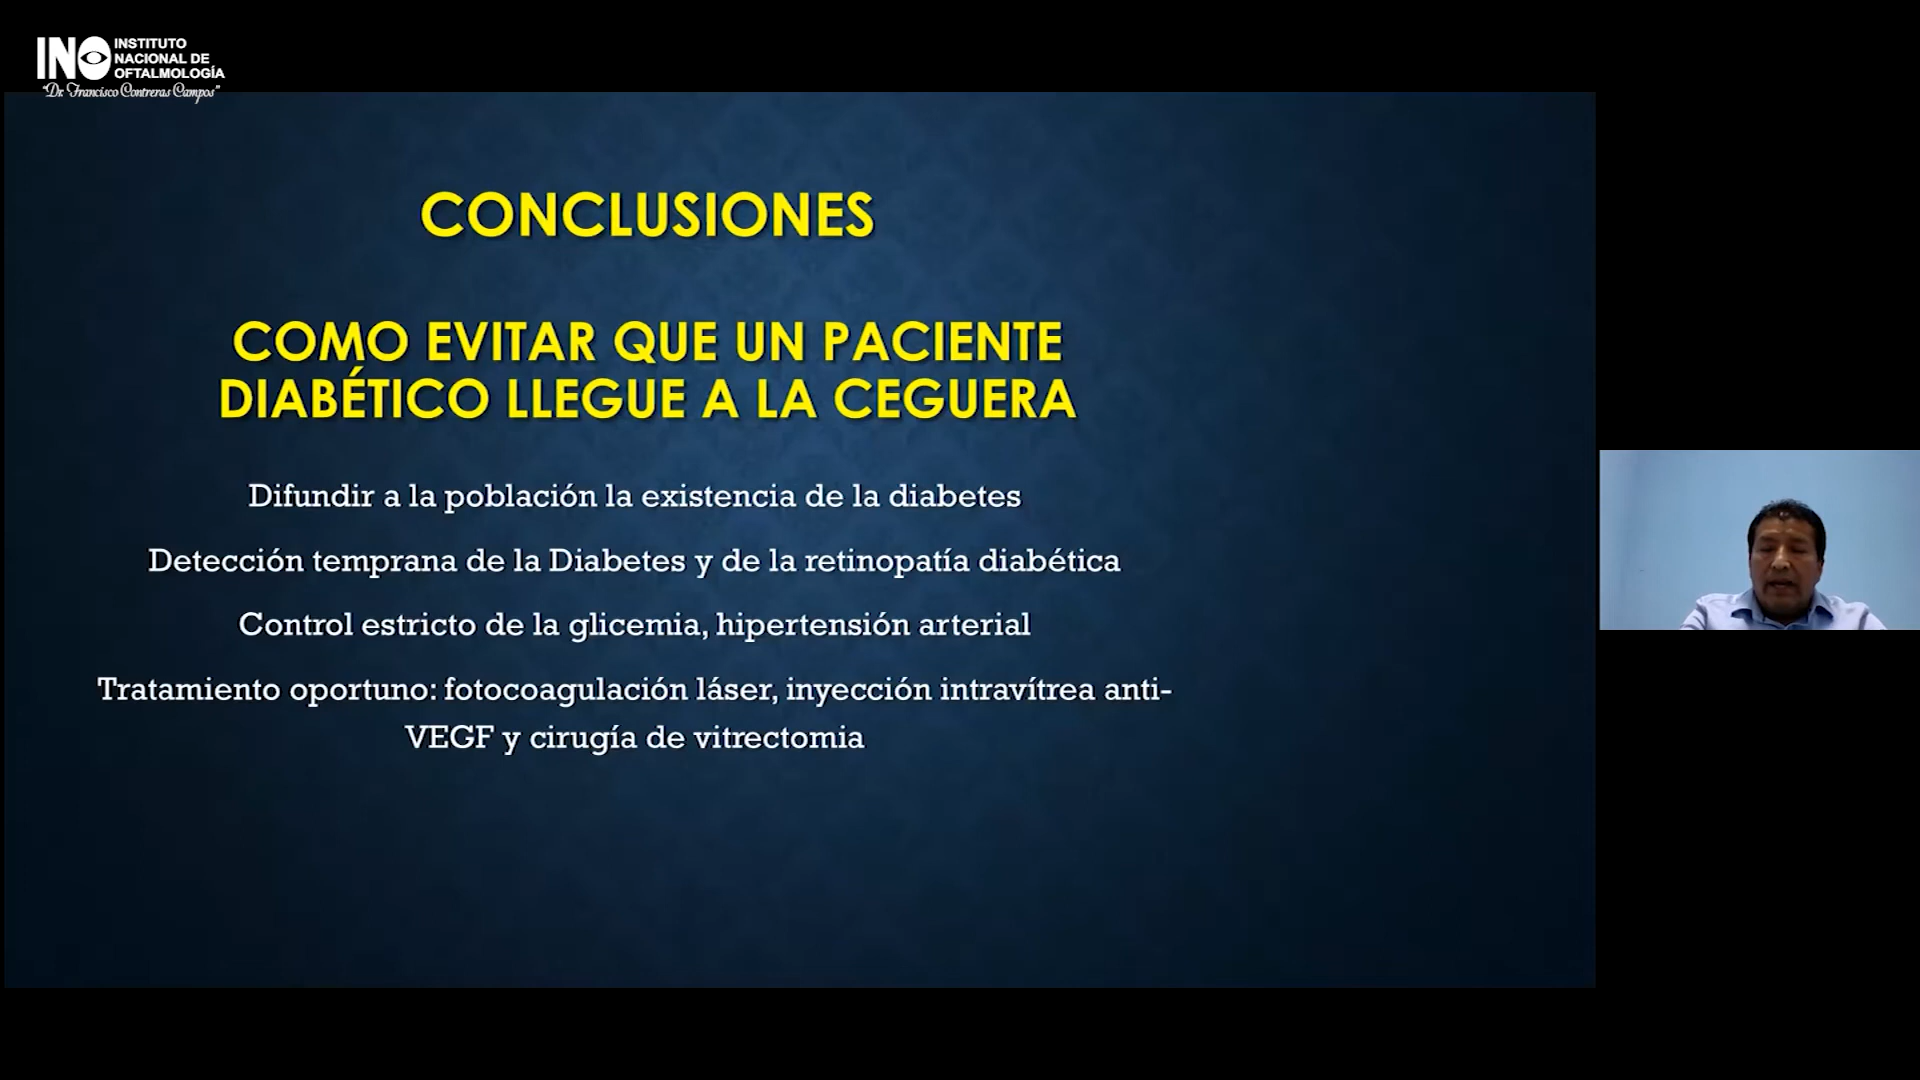 INO
INSTITUTO
NACIONAL DE
OFTALMOLOGÍA
"Dr. Francisco Contreras Campos"
CONCLUSIONES
COMO EVITAR QUE UN PACIENTE
DIABÉTICO LLEGUE A LA CEGUERA
Difundir a la población la existencia de la diabetes
Detección temprana de la Diabetes y de la retinopatía diabética
Control estricto de la glicemia, hipertensión arterial
Tratamiento oportuno: fotocoagulación láser, inyección intravítrea anti-
VEGF y cirugía de vitrectomia